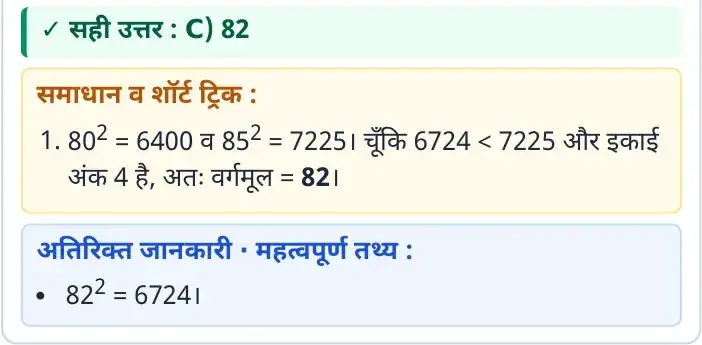 ✓ सही उत्तर : C) 82
समाधान व शॉर्ट ट्रिक :
1. 80² = 6400 व 85² = 7225। चूँकि 6724 < 7225 और इकाई
अंक 4 है, अतः वर्गमूल = 82।
अतिरिक्त जानकारी · महत्वपूर्ण तथ्य :
• 82² = 6724।